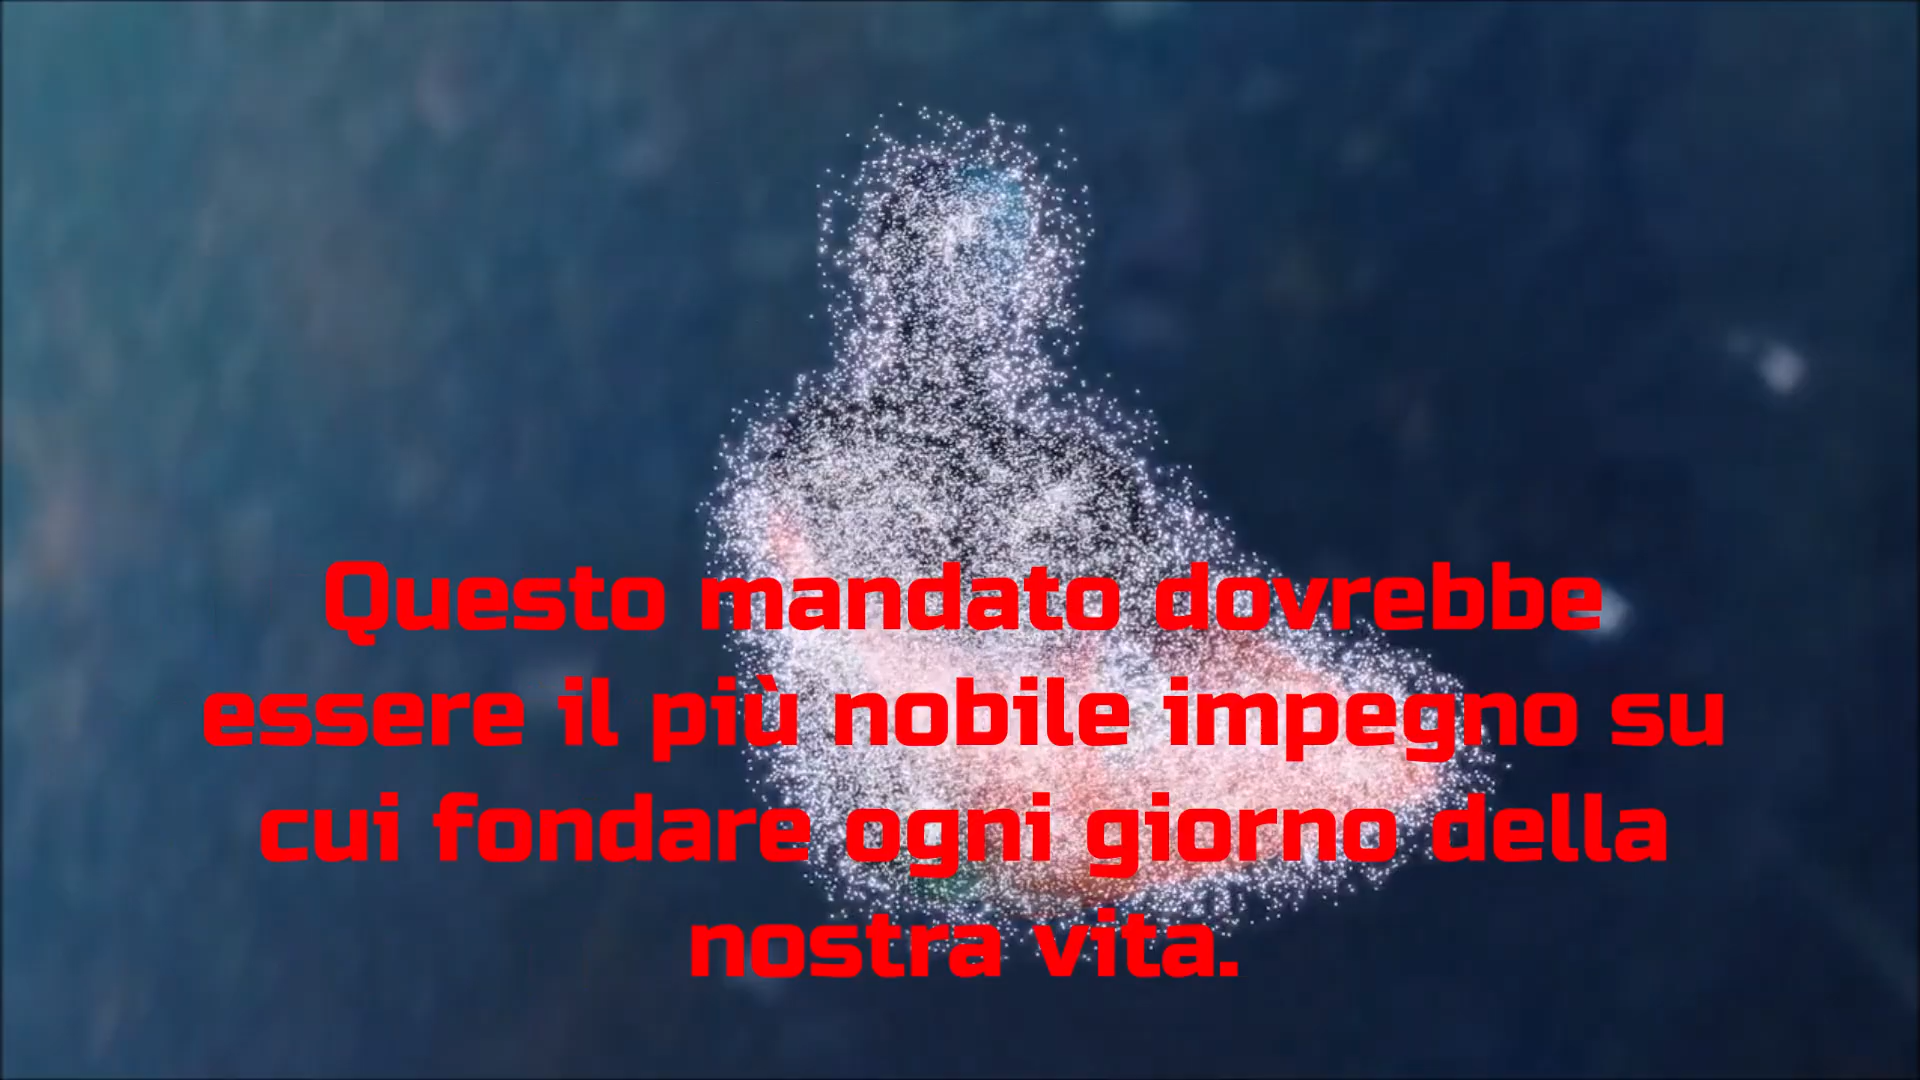 Questo mandato dovrebbe
essere il più nobile impegno su
cui fondare ogni giorno della
nostra vita.